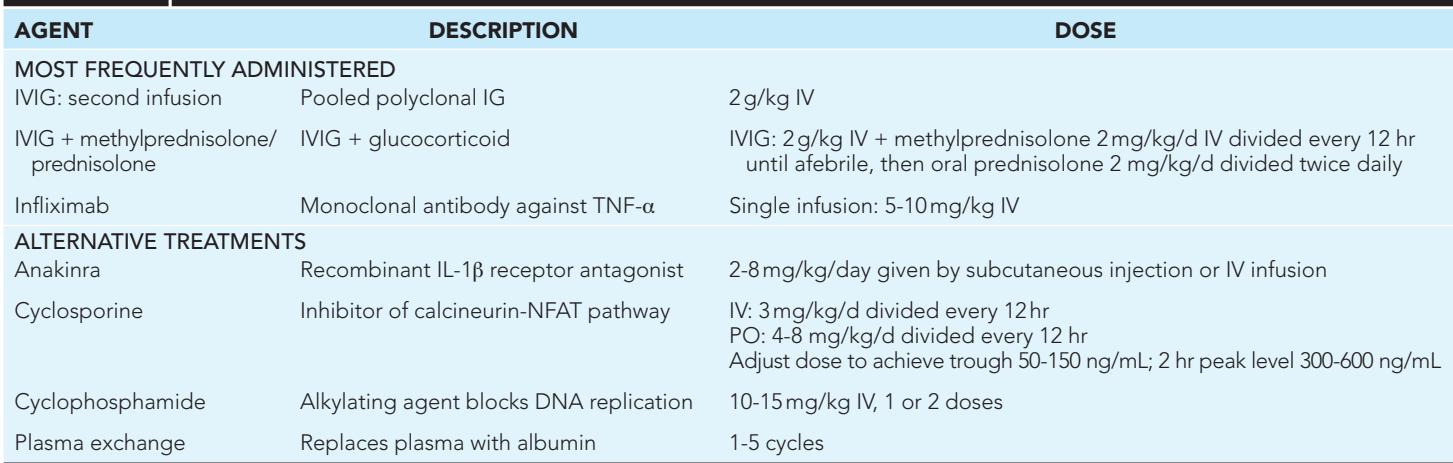 AGENT DESCRIPTION DOSE
MOST FREQUENTLY ADMINISTERED
IVIG: second infusion Pooled polyclonal IG 2 g/kg IV
IVIG + methylprednisolone/ IVIG + glucocorticoid IVIG: 2 g/kg IV + methylprednisolone 2 mg/kg/d IV divided every 12 hr
prednisolone until afebrile, then oral prednisolone 2 mg/kg/d divided twice daily
Infliximab Monoclonal antibody against TNF-α Single infusion: 5-10 mg/kg IV
ALTERNATIVE TREATMENTS
Anakinra Recombinant IL-1β receptor antagonist 2-8 mg/kg/day given by subcutaneous injection or IV infusion
Cyclosporine Inhibitor of calcineurin-NFAT pathway IV: 3 mg/kg/d divided every 12 hr
PO: 4-8 mg/kg/d divided every 12 hr
Adjust dose to achieve trough 50-150 ng/mL; 2 hr peak level 300-600 ng/mL
Cyclophosphamide Alkylating agent blocks DNA replication 10-15 mg/kg IV, 1 or 2 doses
Plasma exchange Replaces plasma with albumin 1-5 cycles